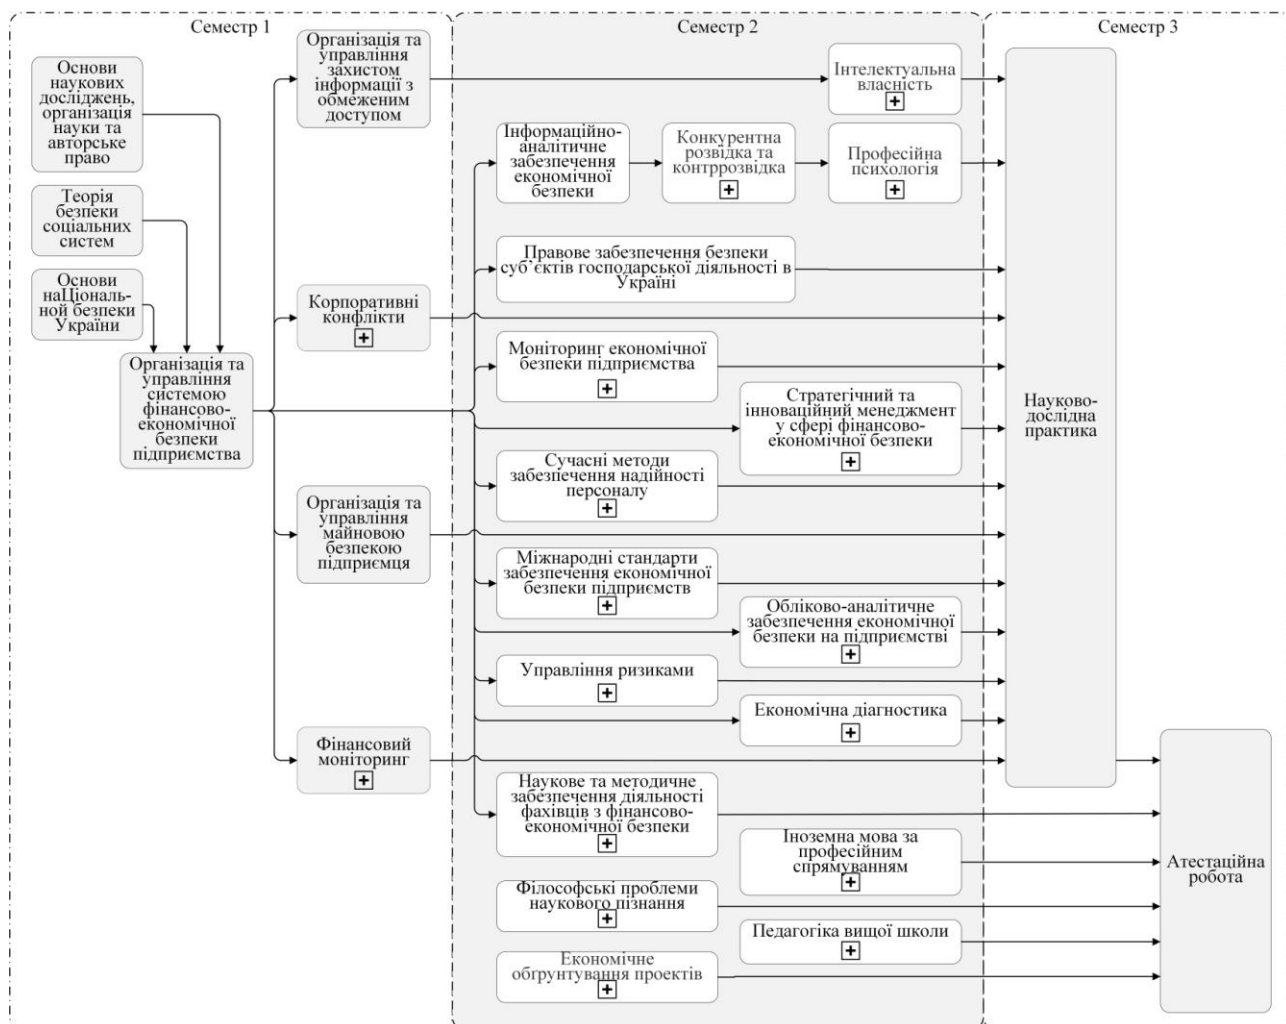 Семестр 1
Семестр 2
Семестр 3
Основи
наукових
досліджень,
організація
науки та
авторське
право
Теорія
безпеки
соціальних
систем
Основи
наЦіональ-
ной безпеки
України
Організація та
управління
системою
фінансово-
економічної
безпеки
підприємства
Організація та
управління
захистом
інформації з
обмеженим
доступом
Корпоративні
конфлікти
Організація та
управління
майновою
безпекою
підприємця
Фінансовий
моніторинг
Інтелектуальна
власність
Інформаційно-
аналітичне
забезпечення
економічної
безпеки
Конкурентна
розвідка та
контррозвідка
Професійна
психологія
Правове забезпечення безпеки
суб’єктів господарської діяльності в
Україні
Моніторинг економічної
безпеки підприємства
Стратегічний та
інноваційний менеджмент
у сфері фінансово-
економічної безпеки
Сучасні методи
забезпечення надійності
персоналу
Міжнародні стандарти
забезпечення економічної
безпеки підприємств
Обліково-аналітичне
забезпечення економічної
безпеки на підприємстві
Управління ризиками
Економічна діагностика
Наукове та методичне
забезпечення діяльності
фахівців з фінансово-
економічної безпеки
Іноземна мова за
професійним
спрямуванням
Філософські проблеми
наукового пізнання
Педагогіка вищої школи
Економічне
обґрунтування проектів
Науково-
дослідна
практика
Атестаційна
робота